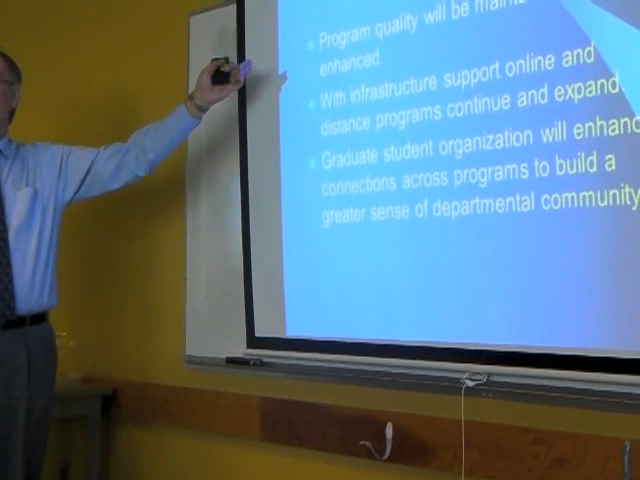 Program quality will be
enhanced.
With infrastructure support online and
distance programs continue and expand.
Graduate student organization will
connections across programs to build a
greater sense of departmental community